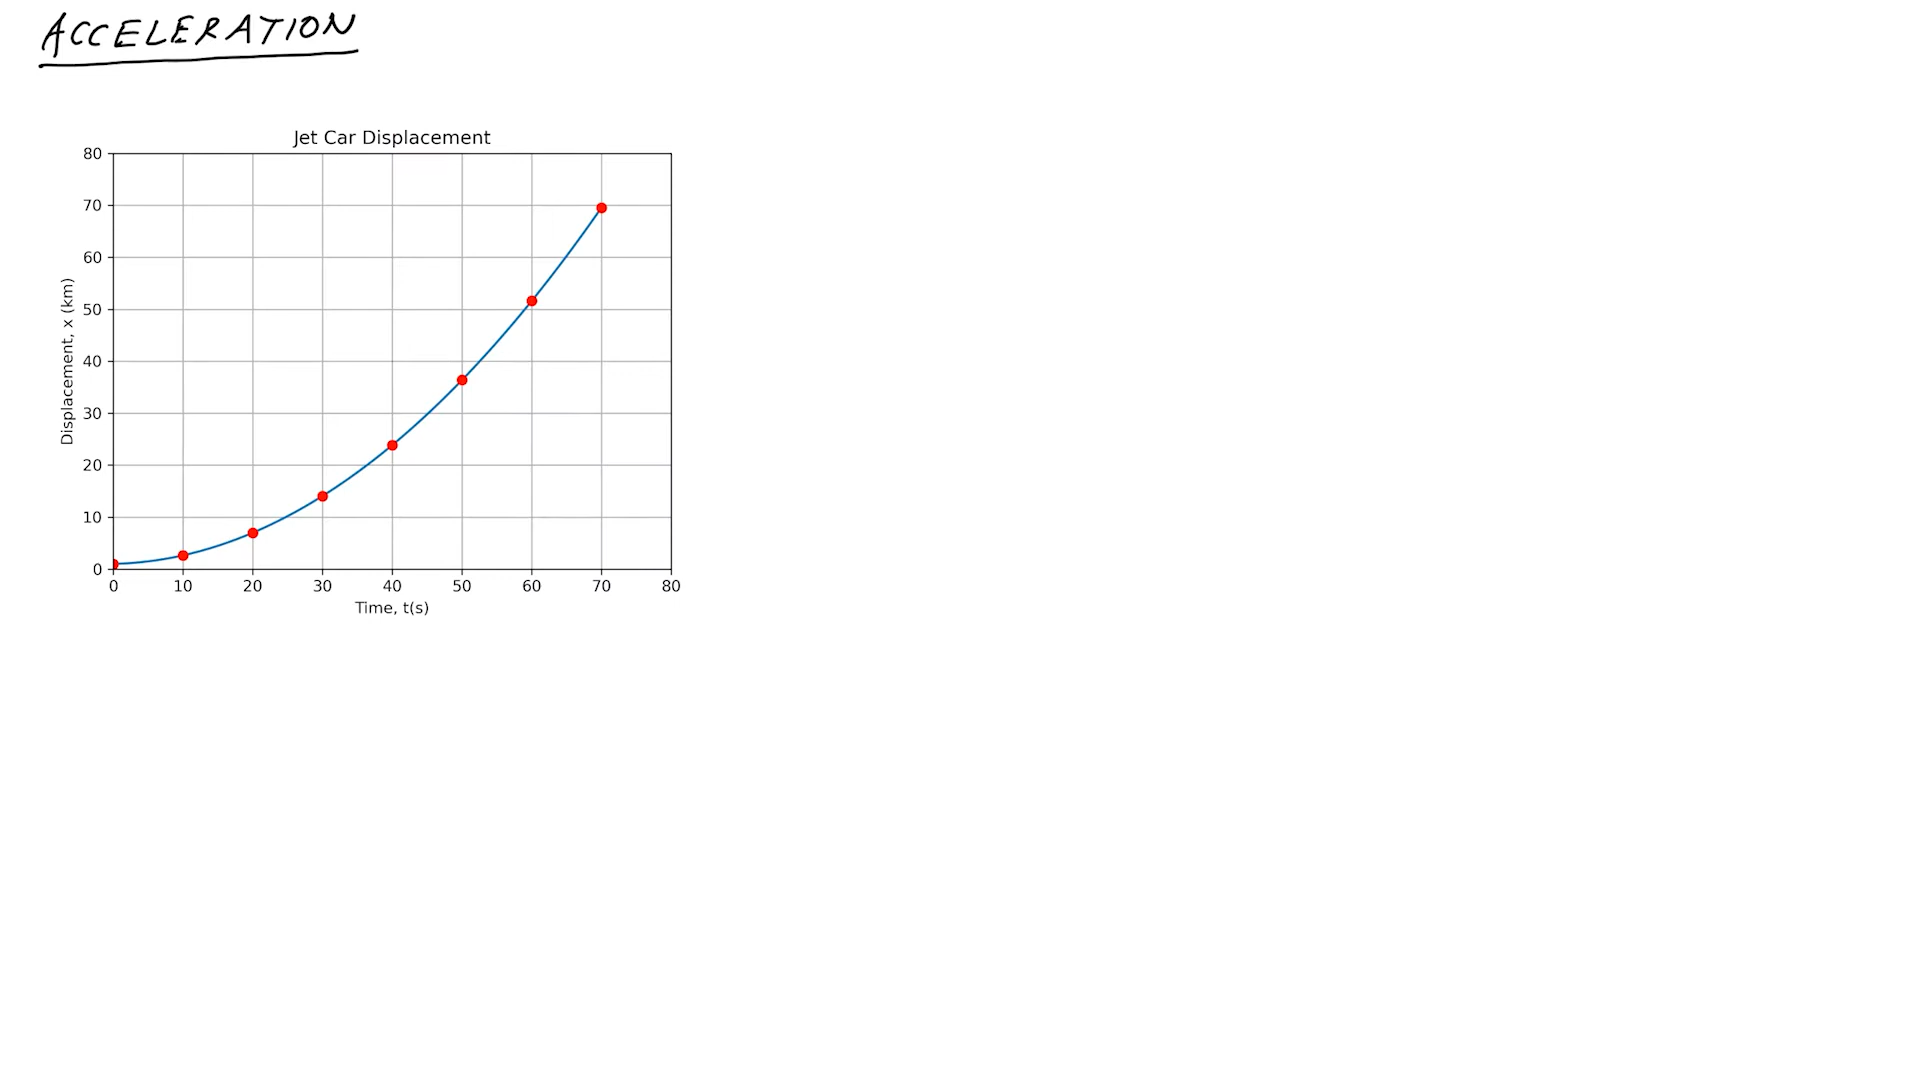 ACCELERATION
Jet Car Displacement
80
70
60
50
40
30
20
10
0
Displacement, x (km)
0 10 20 30 40 50 60 70 80
Time, t(s)